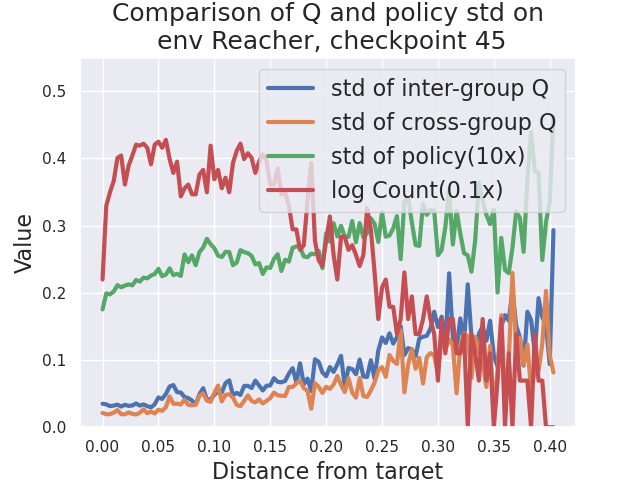 Comparison of Q and policy std on
env Reacher, checkpoint 45
std of inter-group Q
std of cross-group Q
std of policy(10x)
log Count(0.1x)
Value
0.5
0.4
0.3
0.2
0.1
0.0
0.00 0.05 0.10 0.15 0.20 0.25 0.30 0.35 0.40
Distance from target